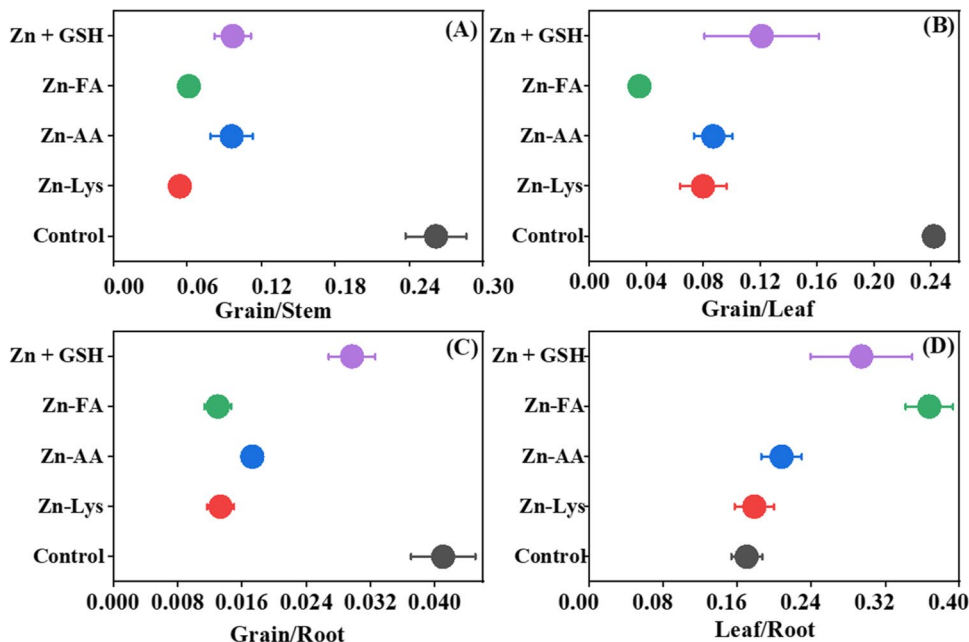 (A)
Zn + GSH
Zn-FA
Zn-AA
Zn-Lys
Control
0.00 0.06 0.12 0.18 0.24 0.30
Grain/Stem
(B)
Zn + GSH
Zn-FA
Zn-AA
Zn-Lys
Control
0.00 0.04 0.08 0.12 0.16 0.20 0.24
Grain/Leaf
(C)
Zn + GSH
Zn-FA
Zn-AA
Zn-Lys
Control
0.000 0.008 0.016 0.024 0.032 0.040
Grain/Root
(D)
Zn + GSH
Zn-FA
Zn-AA
Zn-Lys
Control
0.00 0.08 0.16 0.24 0.32 0.40
Leaf/Root